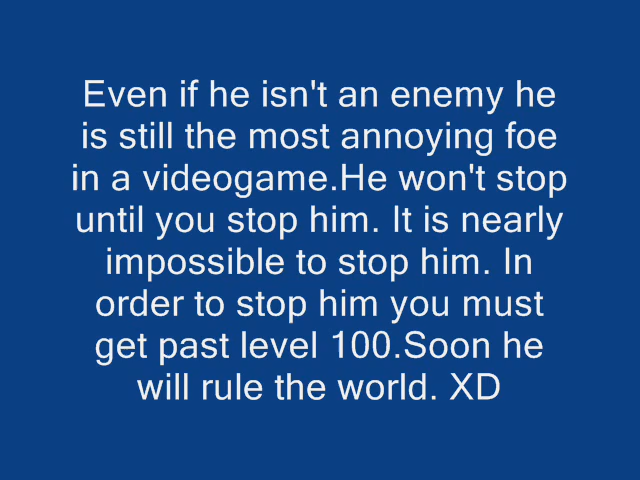 Even if he isn't an enemy he
is still the most annoying foe
in a videogame.He won't stop
until you stop him. It is nearly
impossible to stop him. In
order to stop him you must
get past level 100.Soon he
will rule the world. XD